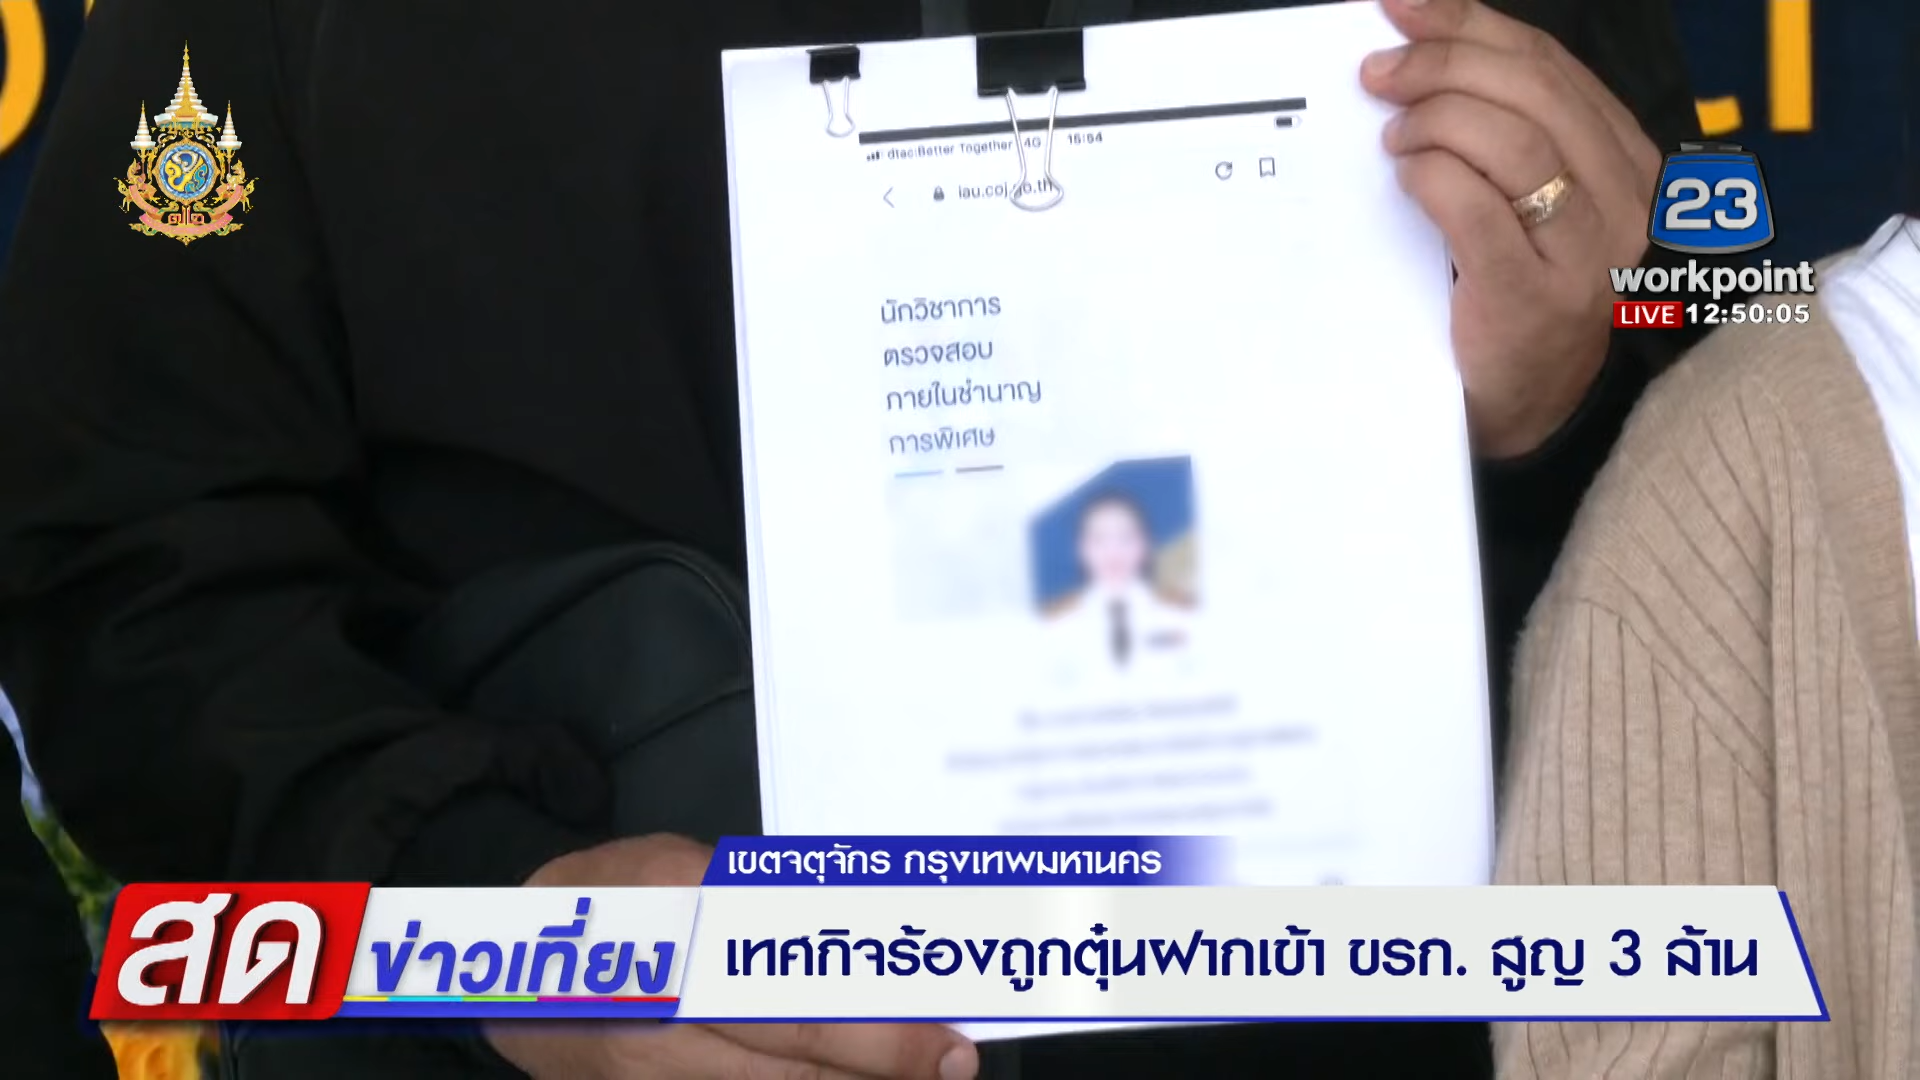 ๗๒
dtac:Better Together 4G 15:54
iau.coj.go.th
นักวิชาการ
ตรวจสอบ
ภายในชำนาญ
การพิเศษ
23
workpoint
LIVE 12:50:05
เขตจตุจักร กรุงเทพมหานคร
สด ข่าวเที่ยง
เทศกิจร้องถูกตุ๋นฝากเข้า ขรก. สูญ 3 ล้าน